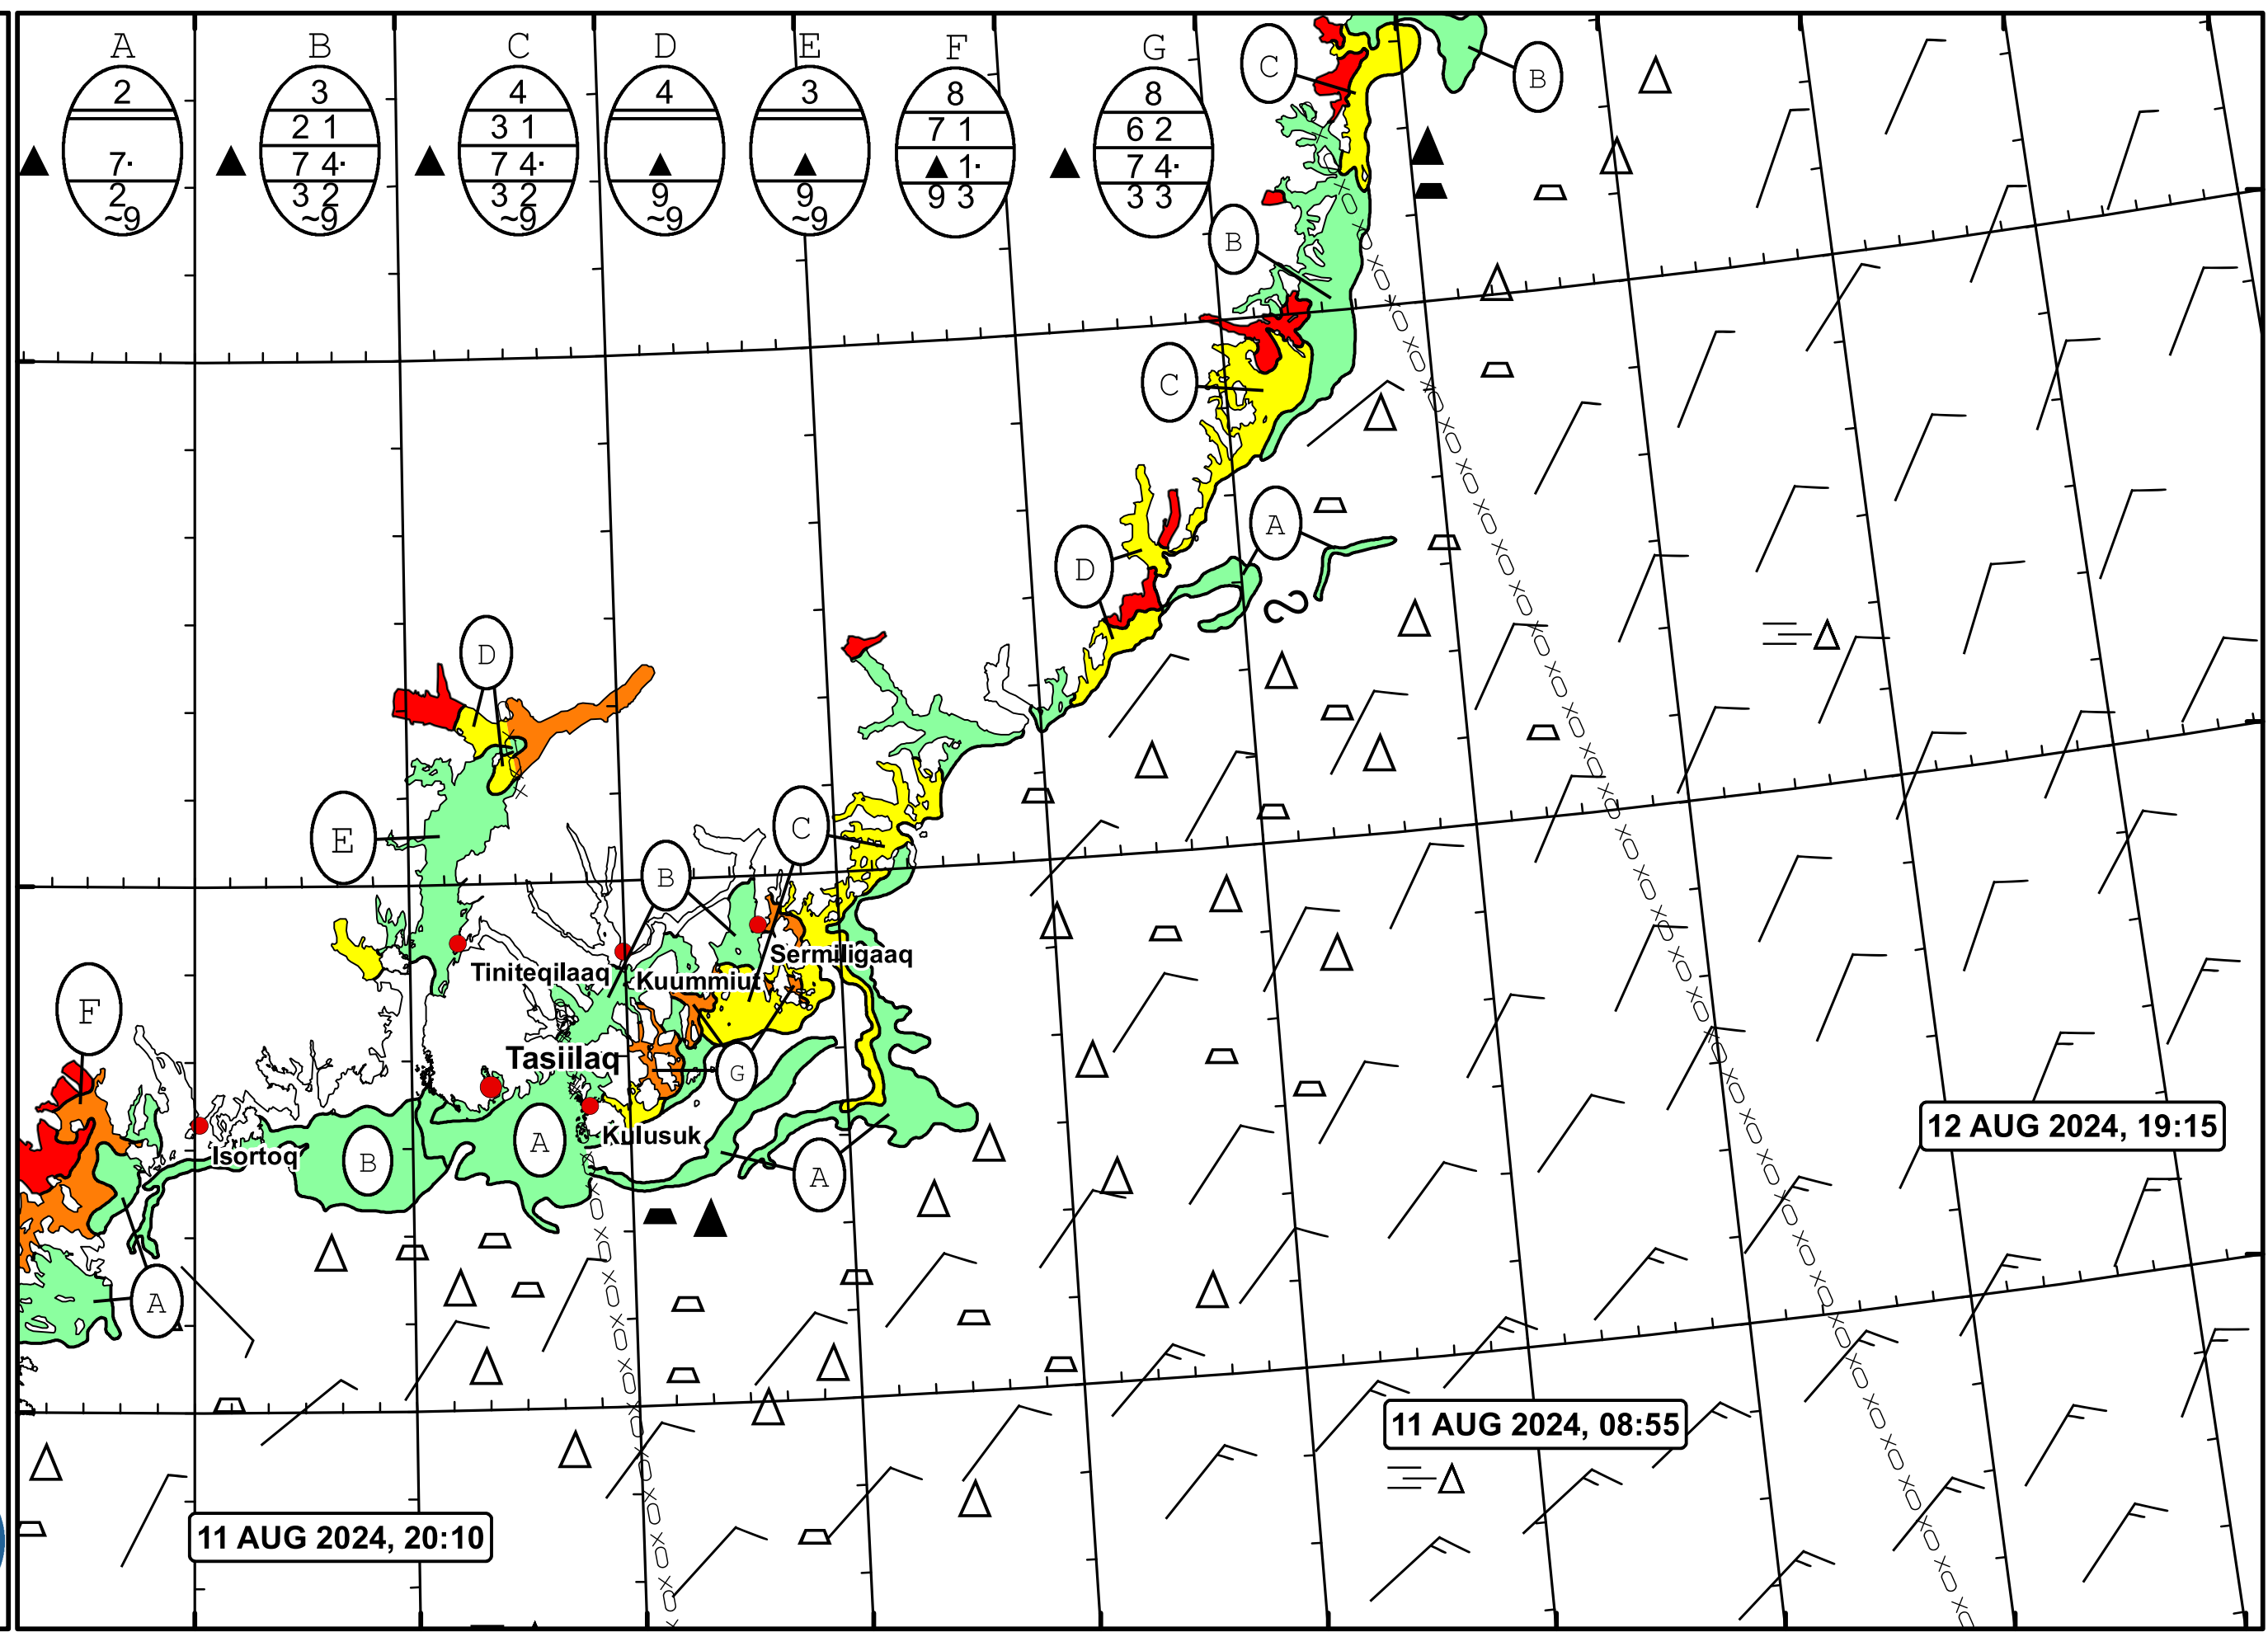 A B C D E F G
2 3 4 4 3 8 8
2 1 3 1 7 1 6 2
7· 7 4· 7 4· ▲ ▲ ▲ 1· 7 4·
2 3 2 3 2 9 9 9 3 3 3
~9 ~9 ~9 ~9 ~9
C B
B
C
A
D
D
C
E
B
Sermiligaaq
Tiniteqilaaq Kuummiut
F
Tasiilaq
G
Kulusuk
12 AUG 2024, 19:15
Isortoq
B A A
A
11 AUG 2024, 08:55
11 AUG 2024, 20:10